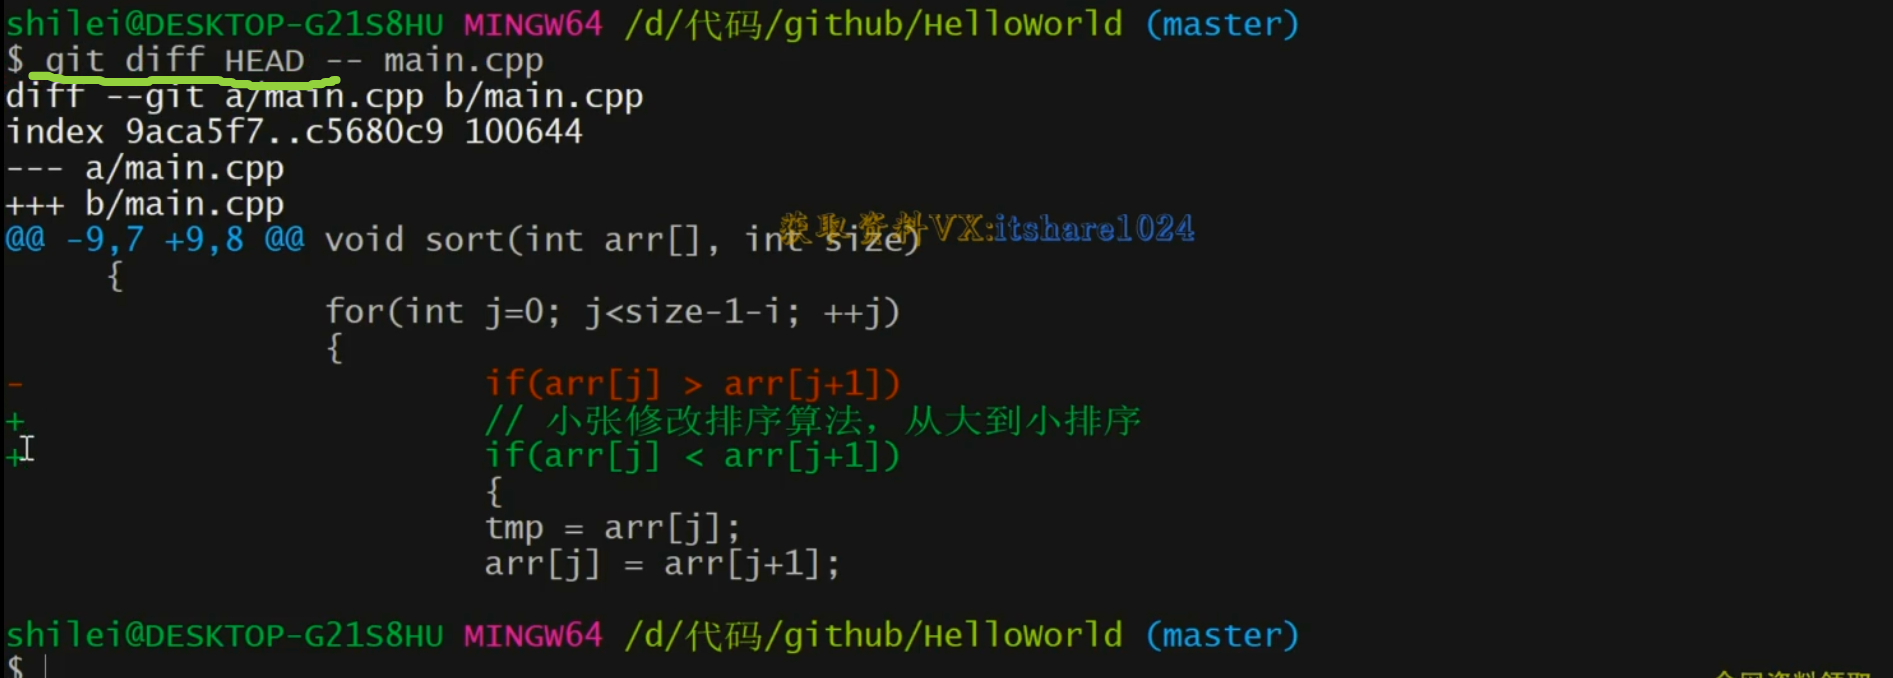 shilei@DESKTOP-G21S8HU MINGW64 /d/代码/github/HelloWorld (master)
$ git diff HEAD -- main.cpp
diff --git a/main.cpp b/main.cpp
index 9aca5f7..c5680c9 100644
--- a/main.cpp
+++ b/main.cpp
@@ -9,7 +9,8 @@ void sort(int arr[], int size)
获取资料VX:itshare1024
{
for(int j=0; j<size-1-i; ++j)
{
- if(arr[j] > arr[j+1])
+ // 小张修改排序算法，从大到小排序
+ if(arr[j] < arr[j+1])
{
tmp = arr[j];
arr[j] = arr[j+1];
shilei@DESKTOP-G21S8HU MINGW64 /d/代码/github/HelloWorld (master)
$